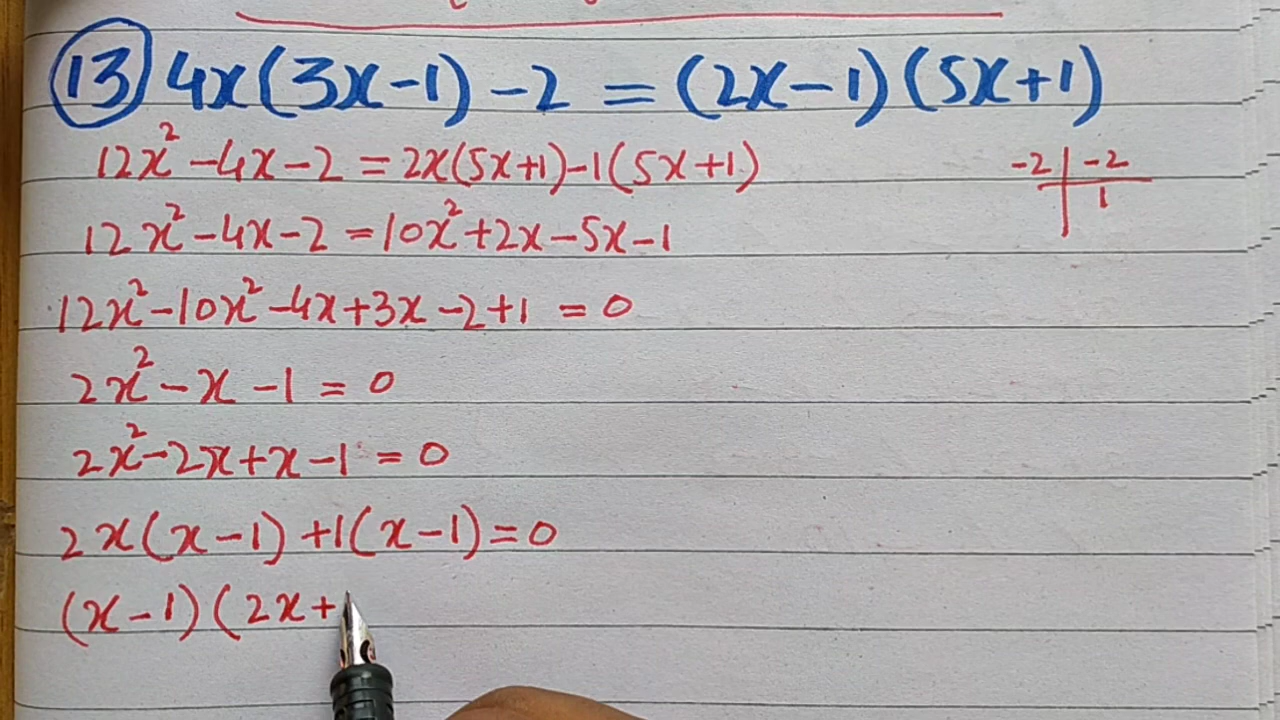 13 4x(3x-1)-2 = (2x-1)(5x+1)
12x²-4x-2 = 2x(5x+1)-1(5x+1)
-2 | -2
1
12x²-4x-2 = 10x²+2x-5x-1
12x²-10x²-4x+3x-2+1 = 0
2x²-x-1 = 0
2x²-2x+x-1 = 0
2x(x-1)+1(x-1) = 0
(x-1)(2x+